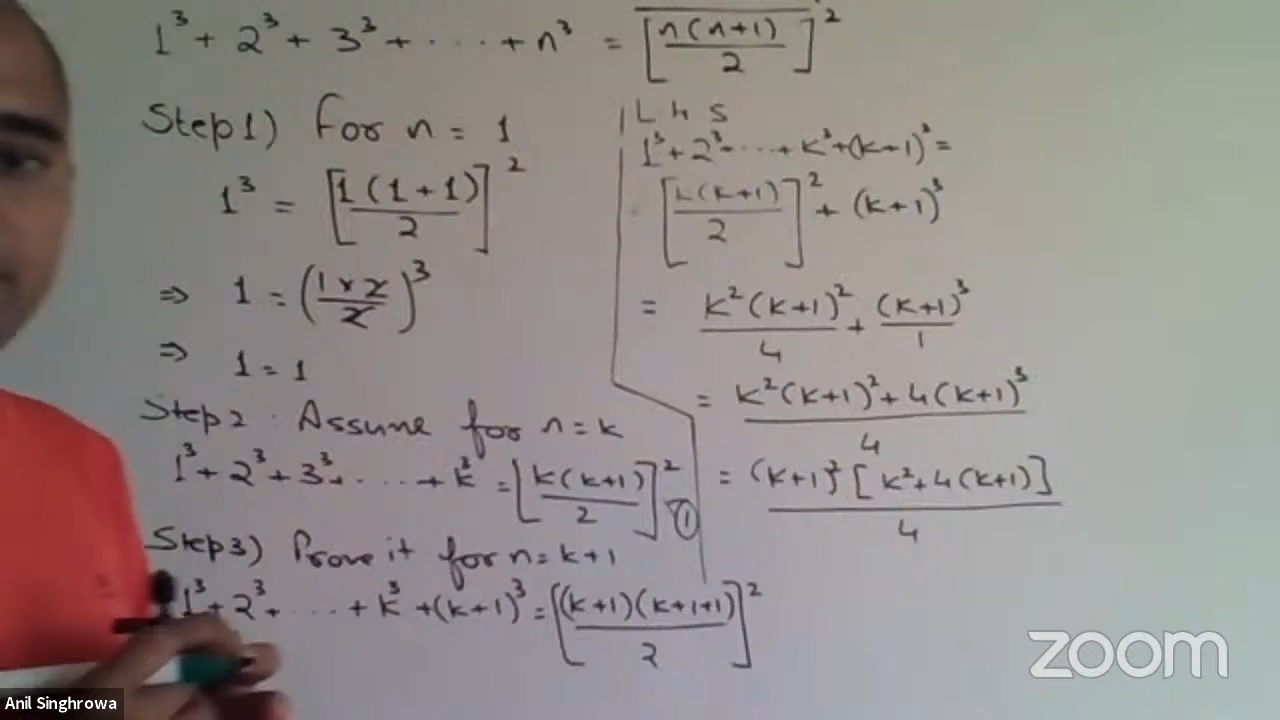 1³ + 2³ + 3³ + ..... + n³ = [n(n+1)/2]²
Step 1) For n = 1
1³ = [1(1+1)/2]²
⇒ 1 = (1×2/2)³
⇒ 1 = 1
Step 2 . Assume for n=k
1³ + 2³ + 3³ + ..... + k³ = [k(k+1)/2]² ①
Step 3) Prove it for n=k+1
1³ + 2³ + ..... + k³ + (k+1)³ = [(k+1)(k+1+1)/2]²
L h s
1³ + 2³ + .... + k³ + (k+1)³ =
[k(k+1)/2]² + (k+1)³
= k²(k+1)²/4 + (k+1)³/1
= k²(k+1)² + 4(k+1)³/4
= (k+1)²[k² + 4(k+1)]/4
zoom
Anil Singhrowa